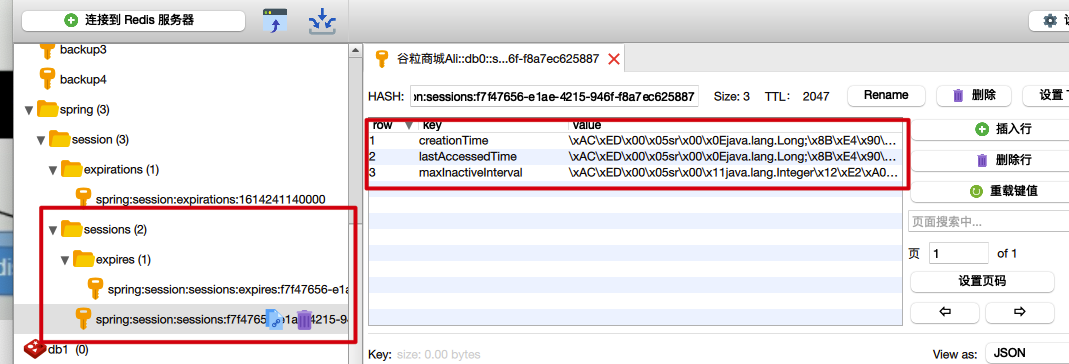 连接到 Redis 服务器
backup3
backup4
spring (3)
session (3)
expirations (1)
spring:session:expirations:1614241140000
sessions (2)
expires (1)
spring:session:sessions:expires:f7f47656-e1a
spring:session:sessions:f7f4765 e1a 4215-94
db1 (0)
谷粒商城Ali::db0::s...6f-f8a7ec625887
HASH: on:sessions:f7f47656-e1ae-4215-946f-f8a7ec625887 Size: 3 TTL: 2047 Rename 删除 设置
row key value
1 creationTime \xAC\xED\x00\x05sr\x00\x0Ejava.lang.Long;\x8B\xE4\x90\...
2 lastAccessedTime \xAC\xED\x00\x05sr\x00\x0Ejava.lang.Long;\x8B\xE4\x90\...
3 maxInactiveInterval \xAC\xED\x00\x05sr\x00\x11java.lang.Integer\x12\xE2\xA0...
插入行
删除行
重载键值
页面搜索中...
页 1 of 1
设置页码
Key: size: 0.00 bytes
View as: JSON